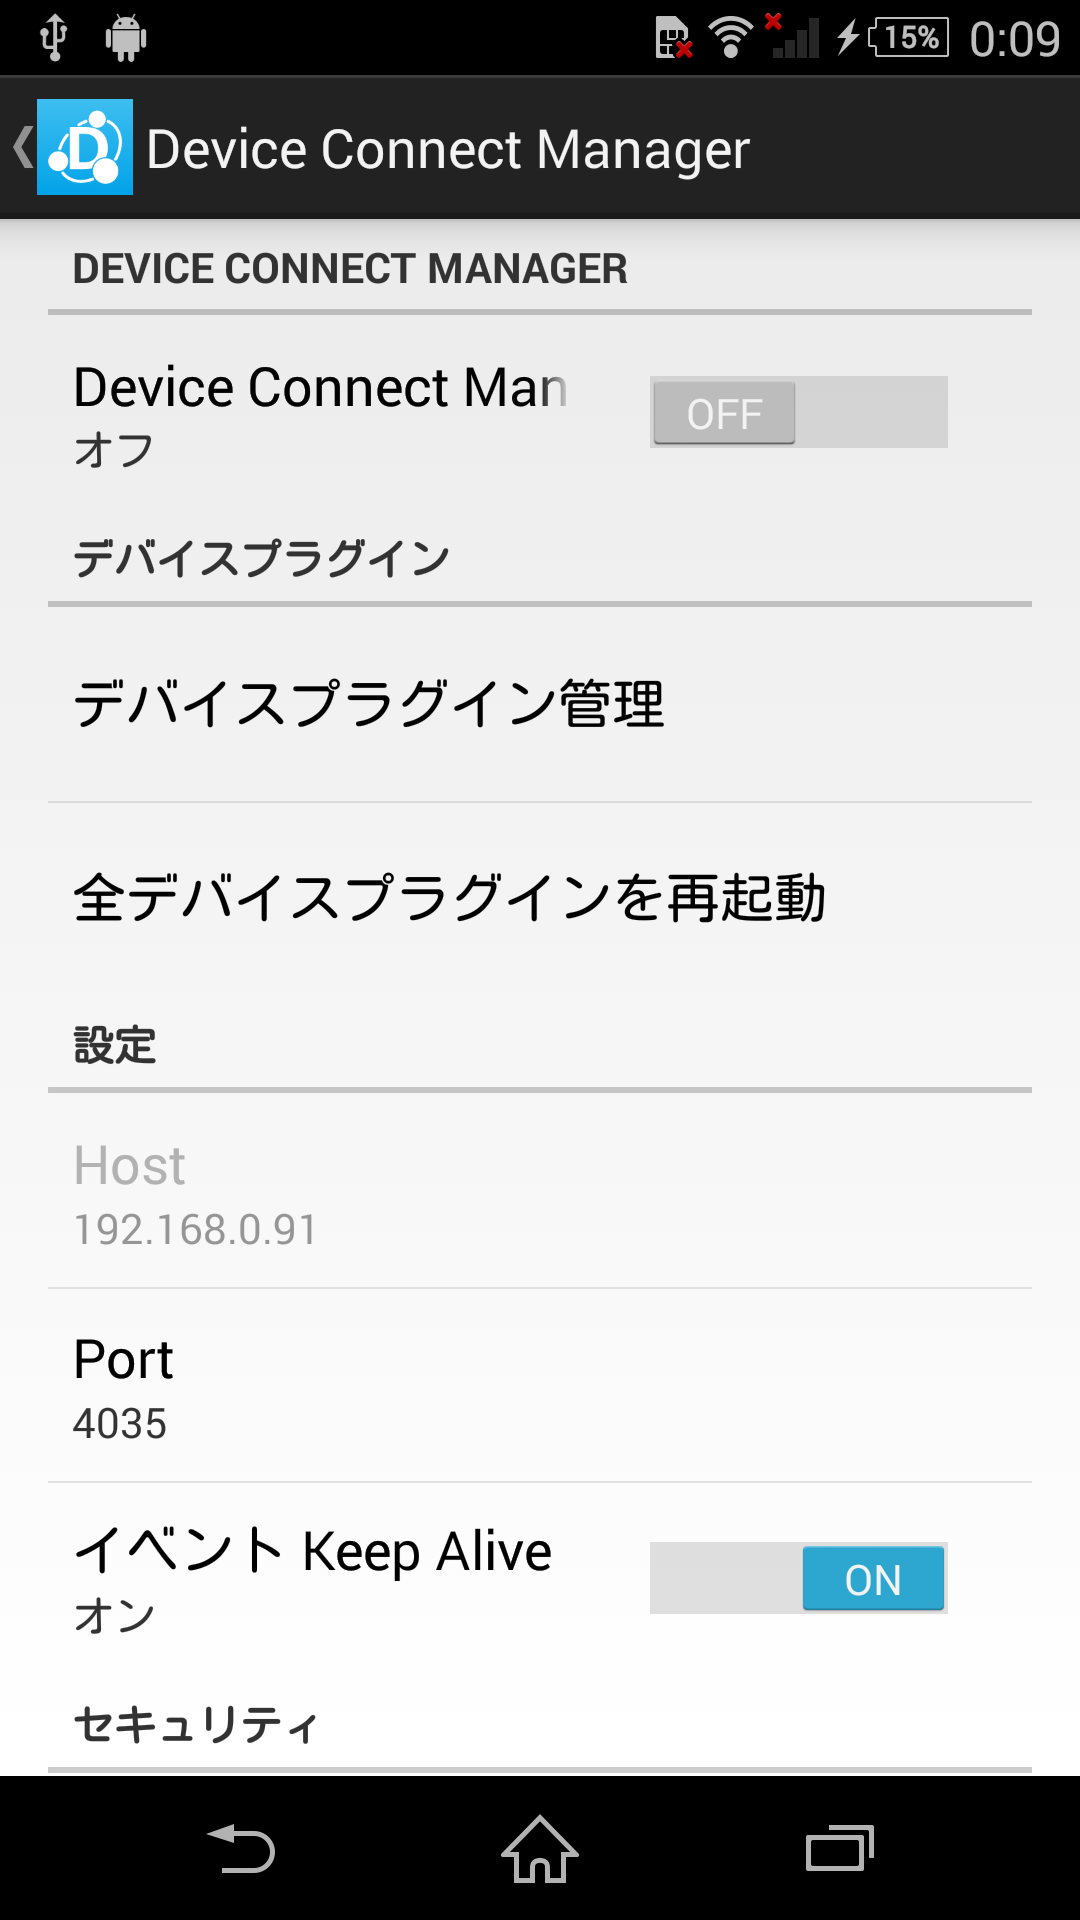 15% 0:09
D Device Connect Manager
DEVICE CONNECT MANAGER
Device Connect Man
OFF
オフ
デバイスプラグイン
デバイスプラグイン管理
全デバイスプラグインを再起動
設定
Host
192.168.0.91
Port
4035
イベント Keep Alive
ON
オン
セキュリティ